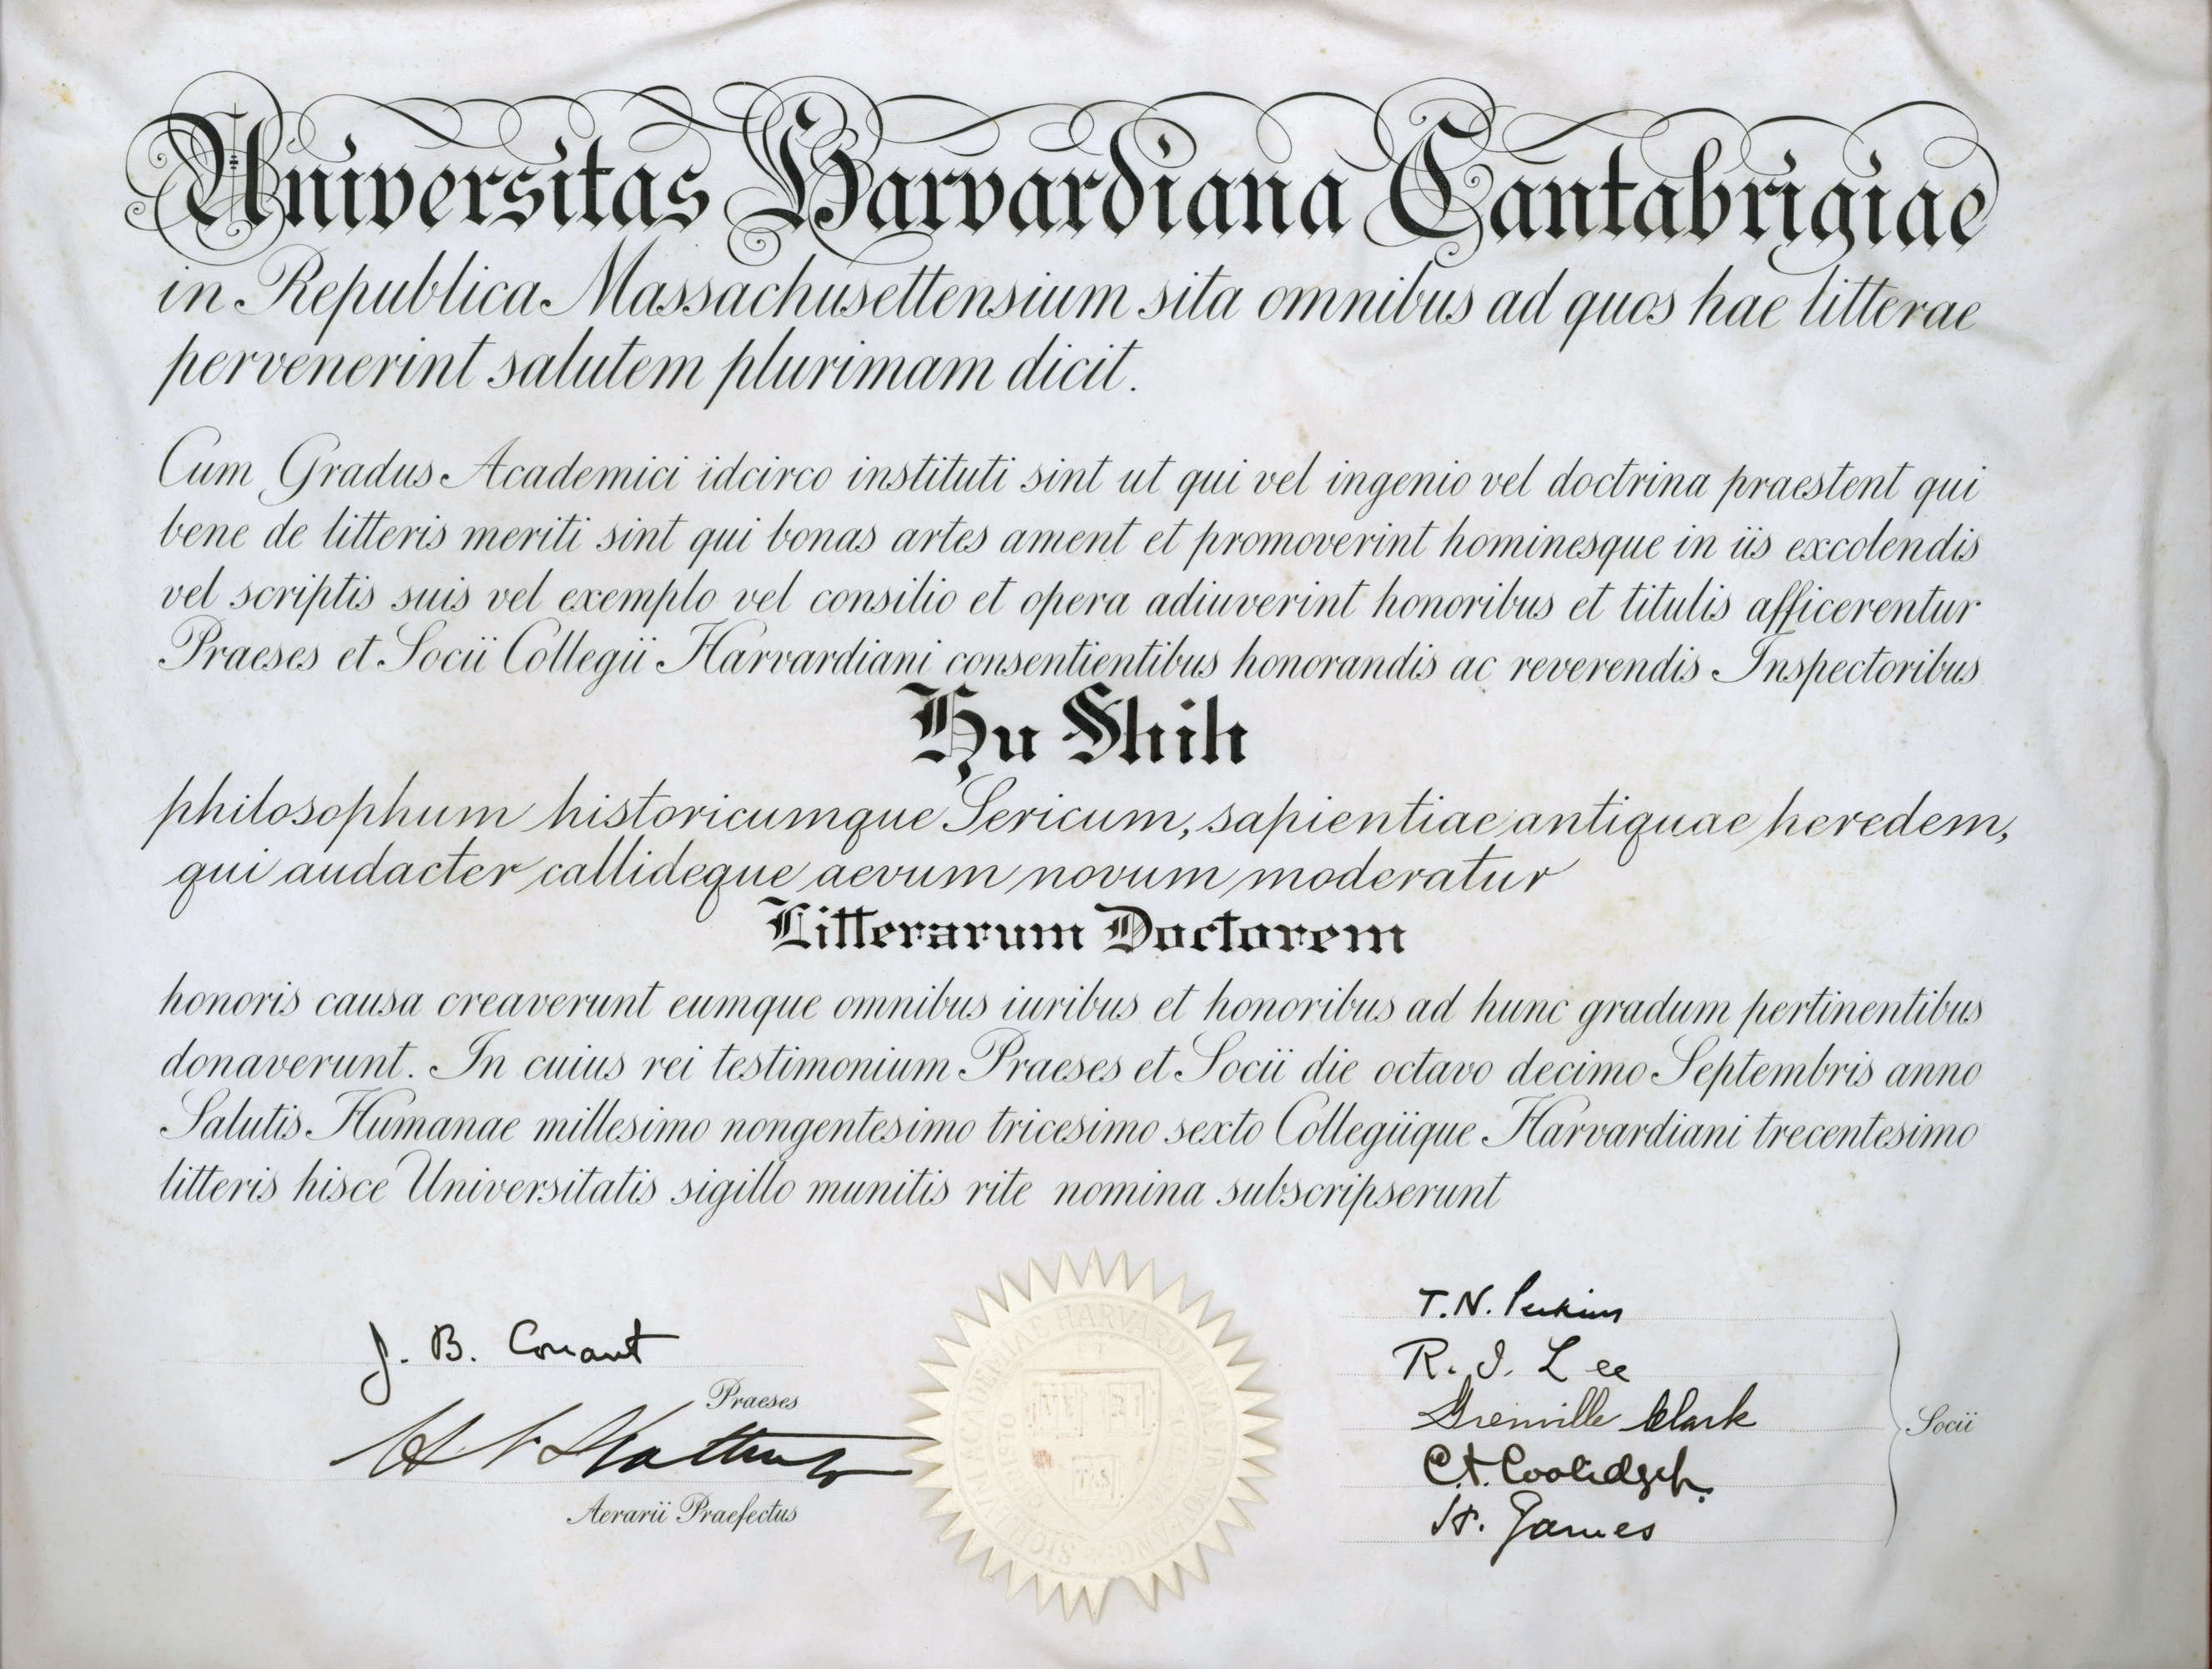 Universitas Harvardiana Cantabrigiae
in Republica Massachusettensium sita omnibus ad quos hae litterae
pervenerint salutem plurimam dicit.
Cum Gradus Academici idcirco instituti sint ut qui vel ingenio vel doctrina praestent qui
bene de litteris meriti sint qui bonas artes ament et promoverint hominesque in iis excolendis
vel scriptis suis vel exemplo vel consilio et opera adiuverint honoribus et titulis afficerentur
Praeses et Socii Collegii Harvardiani consentientibus honorandis ac reverendis Inspectoribus
Hu Shih
philosophum historicumque Sericum, sapientiae antiquae heredem,
qui audacter callideque aevum novum moderatur
Litterarum Doctorem
honoris causa creaverunt eumque omnibus iuribus et honoribus ad hunc gradum pertinentibus
donaverunt. In cuius rei testimonium Praeses et Socii die octavo decimo Septembris anno
Salutis Humanae millesimo nongentesimo tricesimo sexto Collegiique Harvardiani trecentesimo
litteris hisce Universitatis sigillo munitis rite nomina subscripserunt
J. B. Conant
Praeses
Aerarii Praefectus
VE RI
TAS
T. N. Perkins
R. I. Lee
Grenville Clark
C. A. Coolidge Jr.
H. James
Socii